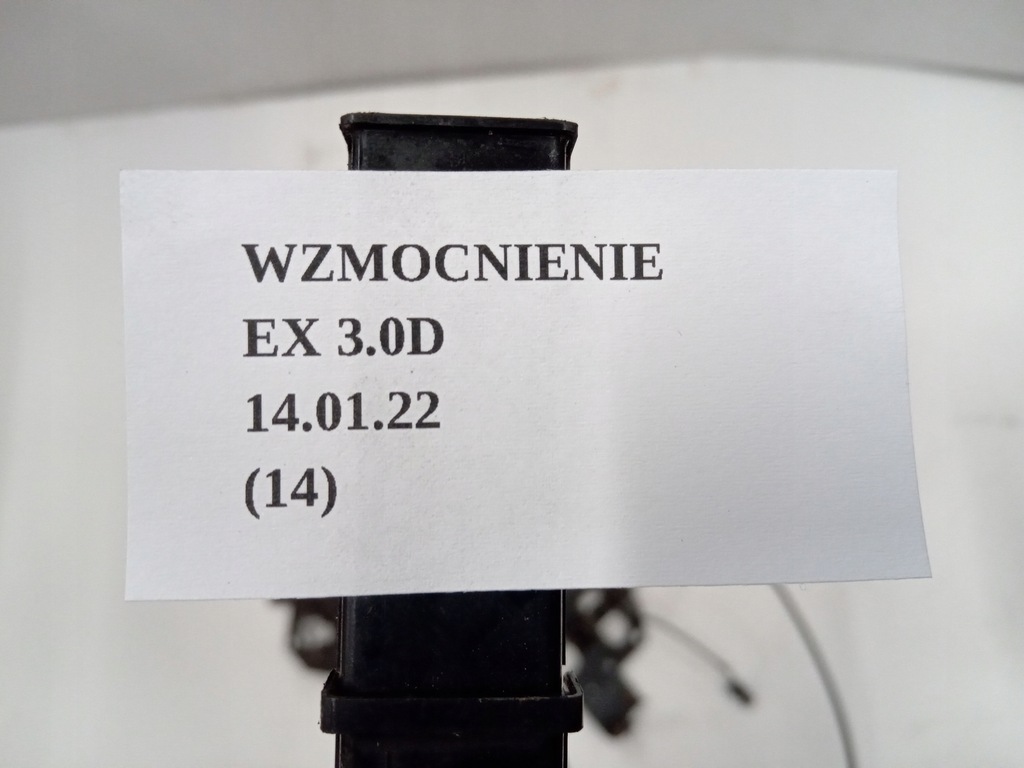 WZMOCNIENIE
EX 3.0D
14.01.22
(14)